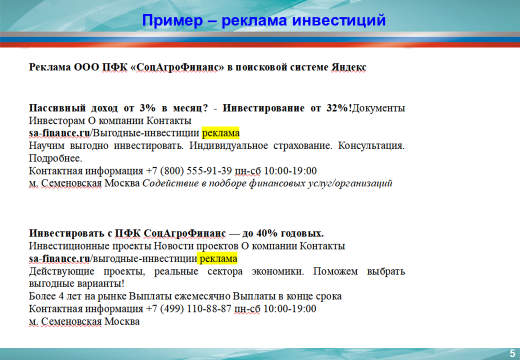 Пример – реклама инвестиций
Реклама ООО ПФК «СоцАгроФинанс» в поисковой системе Яндекс
Пассивный доход от 3% в месяц? - Инвестирование от 32%!Документы
Инвесторам О компании Контакты
sa-finance.ru/Выгодные-инвестиции реклама
Научим выгодно инвестировать. Индивидуальное страхование. Консультация.
Подробнее.
Контактная информация +7 (800) 555-91-39 пн-сб 10:00-19:00
м. Семеновская Москва Содействие в подборе финансовых услуг/организаций
Инвестировать с ПФК СоцАгроФинанс — до 40% годовых.
Инвестиционные проекты Новости проектов О компании Контакты
sa-finance.ru/выгодные-инвестиции реклама
Действующие проекты, реальные сектора экономики. Поможем выбрать
выгодные варианты!
Более 4 лет на рынке Выплаты ежемесячно Выплаты в конце срока
Контактная информация +7 (499) 110-88-87 пн-сб 10:00-19:00
м. Семеновская Москва
5